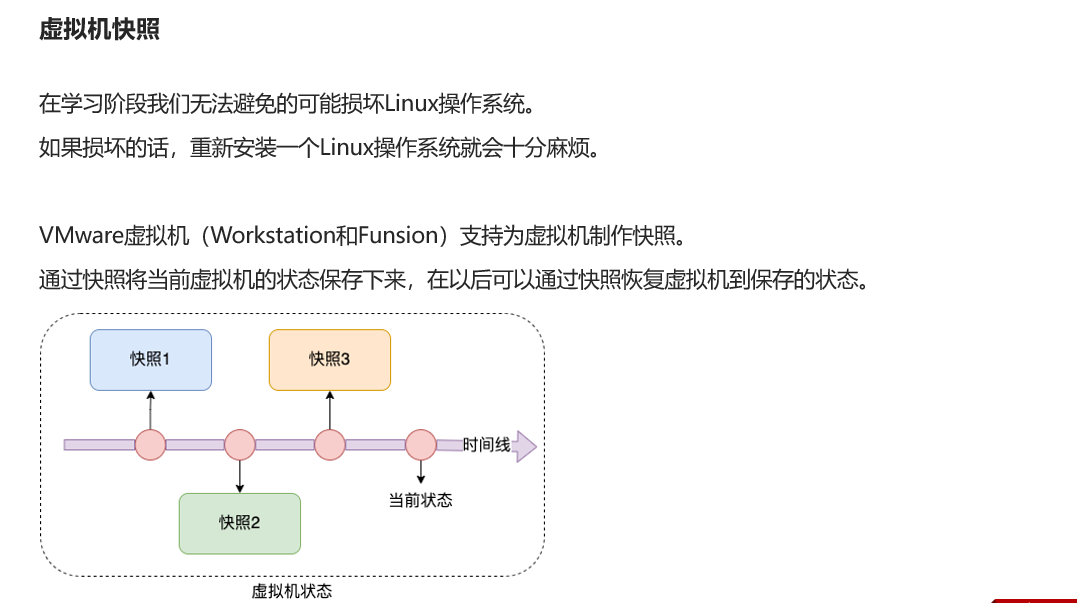 虚拟机快照
在学习阶段我们无法避免的可能损坏Linux操作系统。
如果损坏的话，重新安装一个Linux操作系统就会十分麻烦。
VMware虚拟机（Workstation和Funsion）支持为虚拟机制作快照。
通过快照将当前虚拟机的状态保存下来，在以后可以通过快照恢复虚拟机到保存的状态。
快照1
快照3
时间线
当前状态
快照2
虚拟机状态